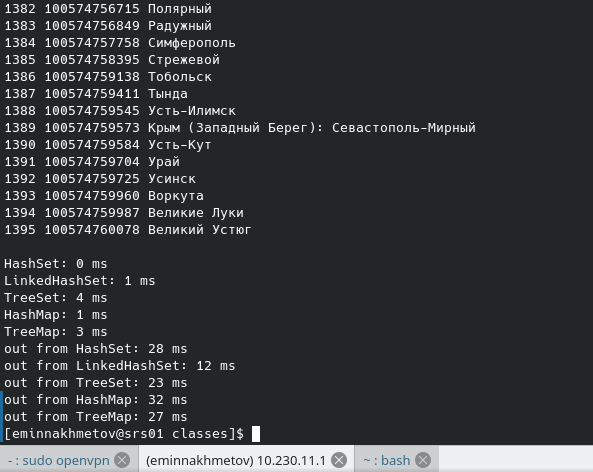 1382 100574756715 Полярный
1383 100574756849 Радужный
1384 100574757758 Симферополь
1385 100574758395 Стрежевой
1386 100574759138 Тобольск
1387 100574759411 Тында
1388 100574759545 Усть-Илимск
1389 100574759573 Крым (Западный Берег): Севастополь-Мирный
1390 100574759584 Усть-Кут
1391 100574759704 Урай
1392 100574759725 Усинск
1393 100574759960 Воркута
1394 100574759987 Великие Луки
1395 100574760078 Великий Устюг
HashSet: 0 ms
LinkedHashSet: 1 ms
TreeSet: 4 ms
HashMap: 1 ms
TreeMap: 3 ms
out from HashSet: 28 ms
out from LinkedHashSet: 12 ms
out from TreeSet: 23 ms
out from HashMap: 32 ms
out from TreeMap: 27 ms
[eminnakhmetov@srs01 classes]$
- : sudo openvpn (eminnakhmetov) 10.230.11.1 ~ : bash